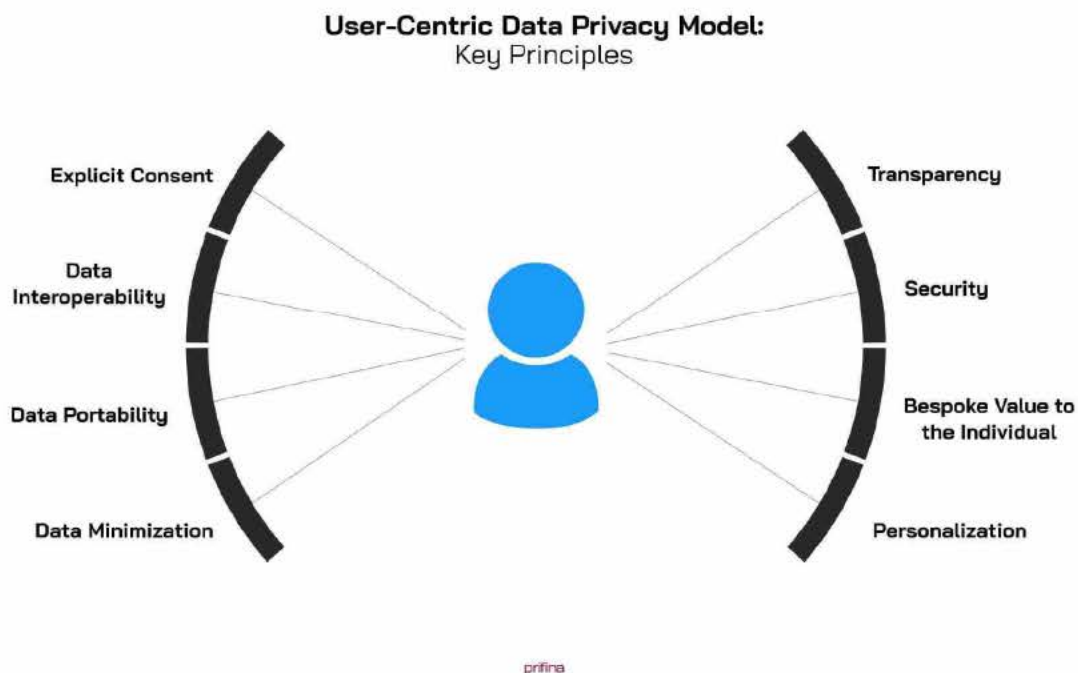 User-Centric Data Privacy Model:
Key Principles
Explicit Consent
Data
Interoperability
Data Portability
Data Minimization
Transparency
Security
Bespoke Value to
the Individual
Personalization
prifina